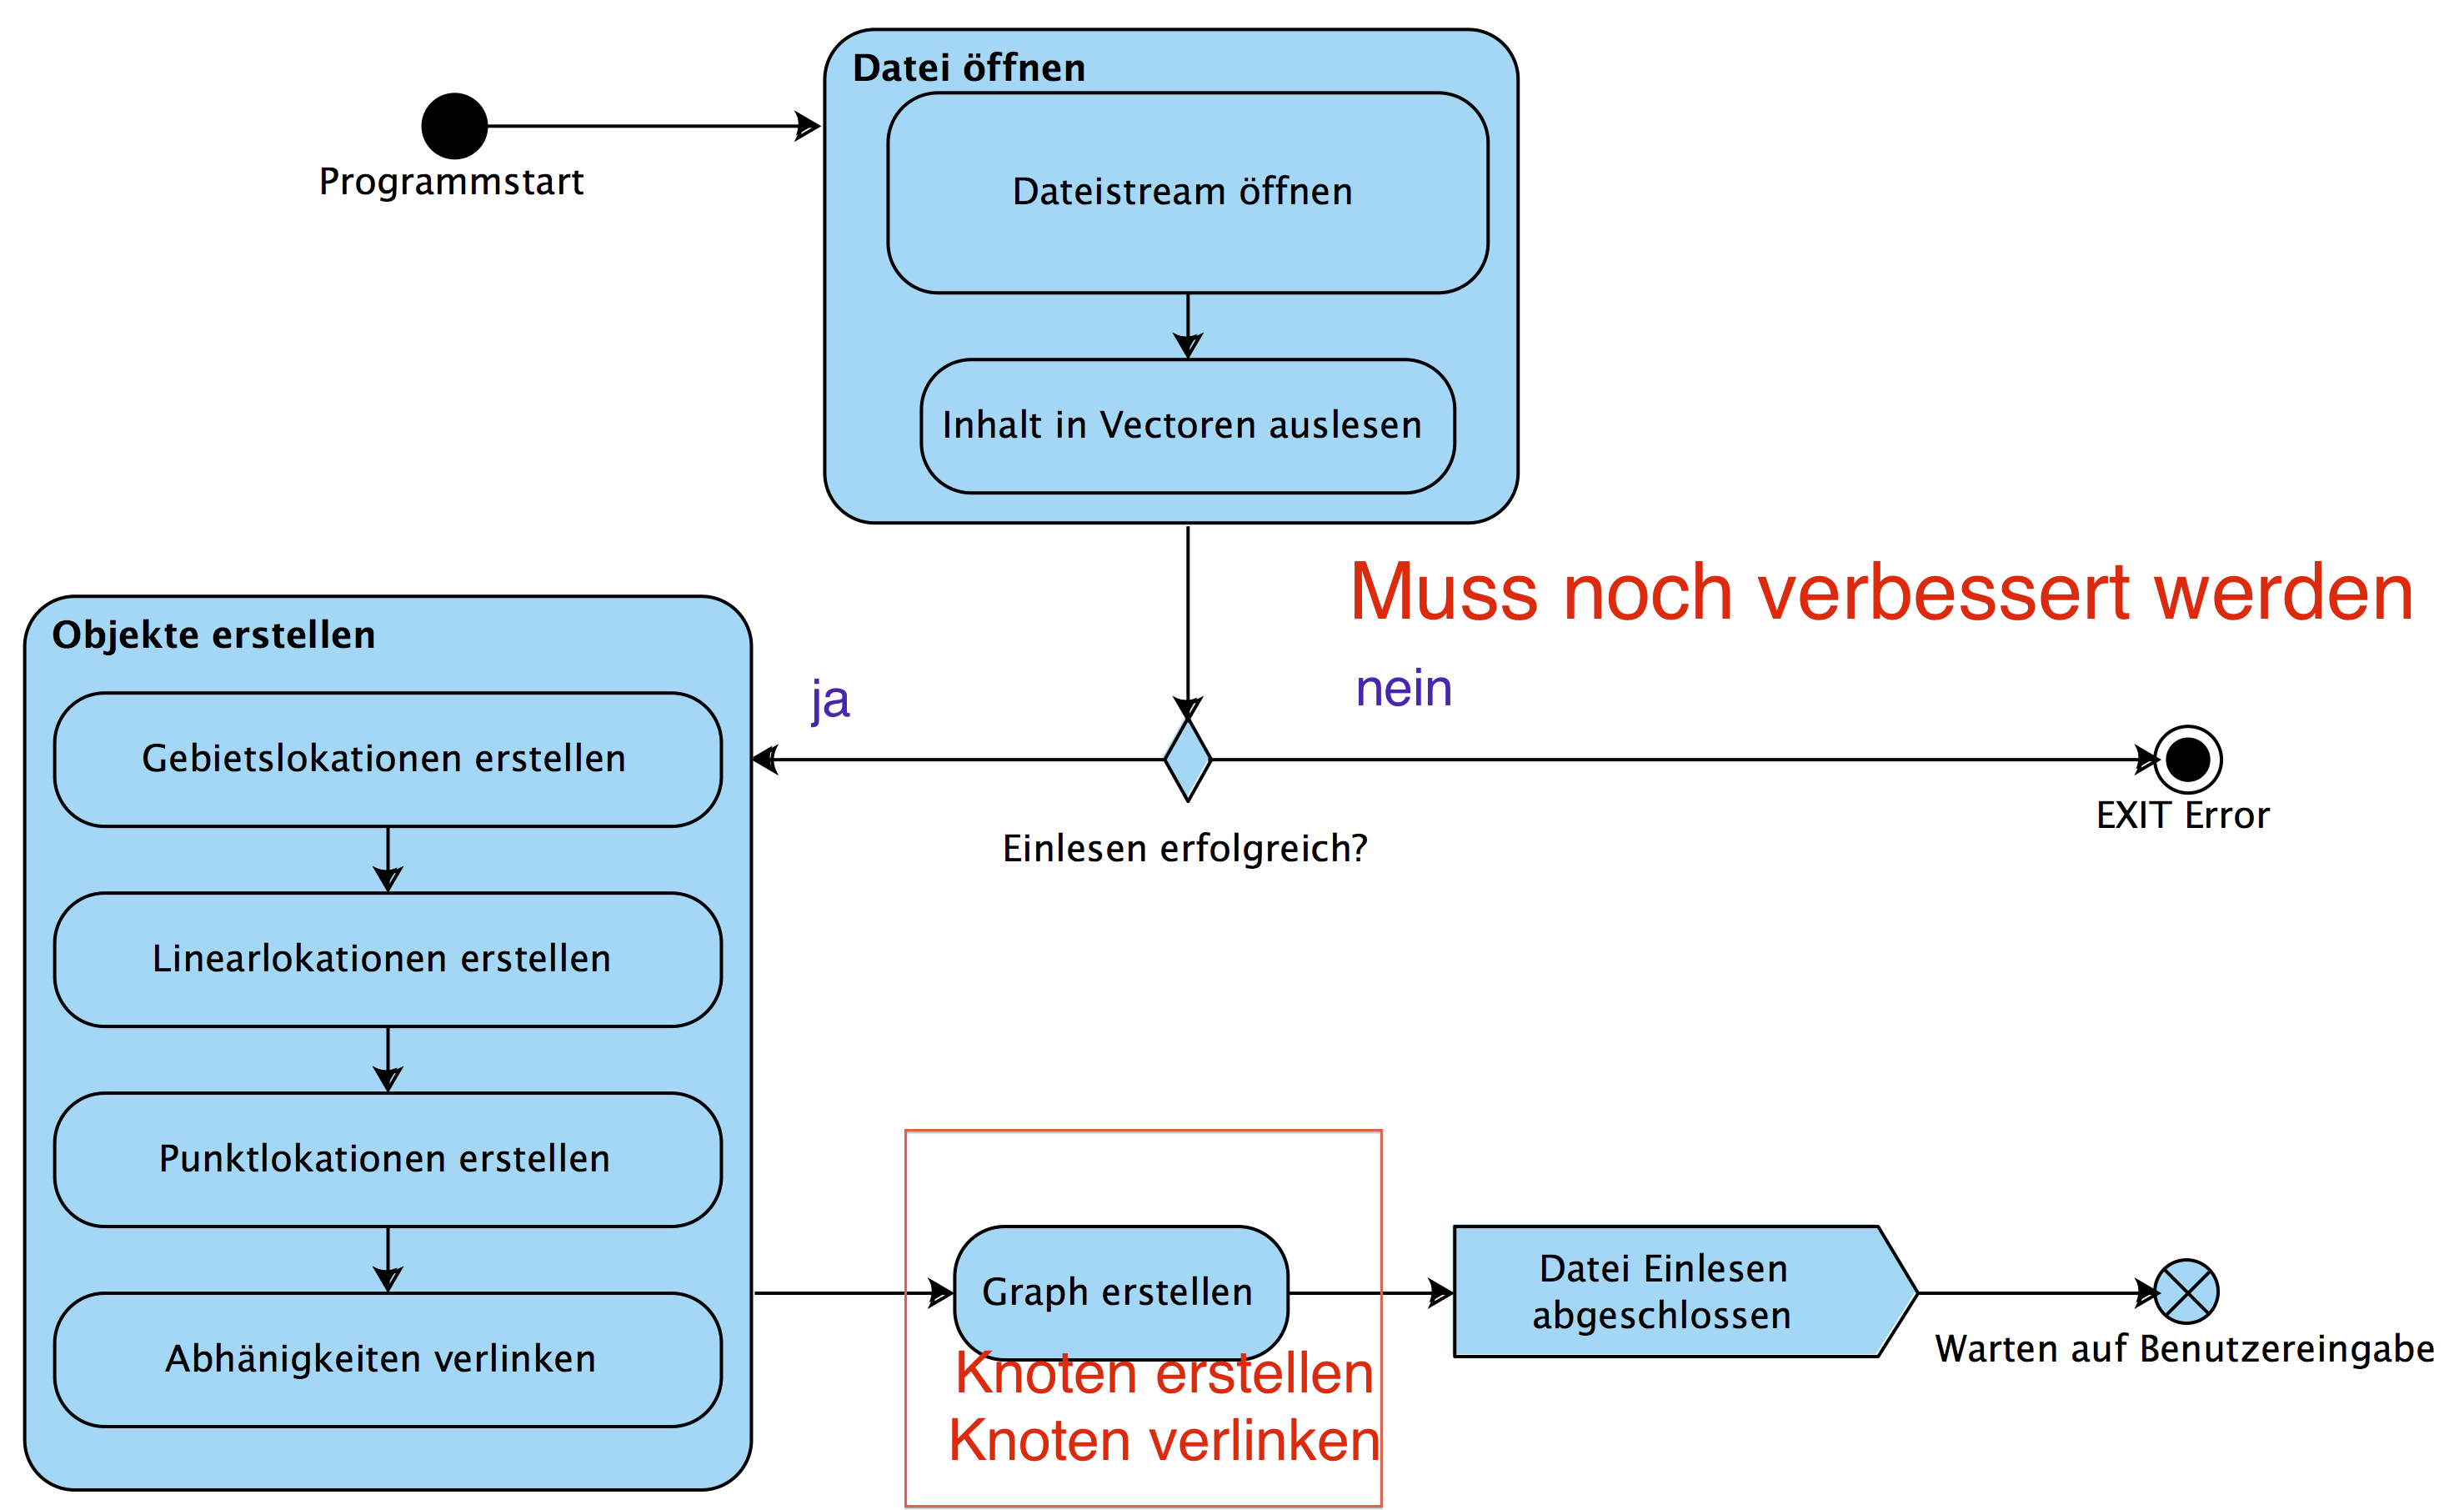 Datei öffnen
Programmstart
Dateistream öffnen
Inhalt in Vectoren auslesen
Muss noch verbessert werden
ja
nein
EXIT Error
Einlesen erfolgreich?
Objekte erstellen
Gebietslokationen erstellen
Linearlokationen erstellen
Punktlokationen erstellen
Abhänigkeiten verlinken
Graph erstellen
Knoten erstellen
Knoten verlinken
Datei Einlesen
abgeschlossen
Warten auf Benutzereingabe